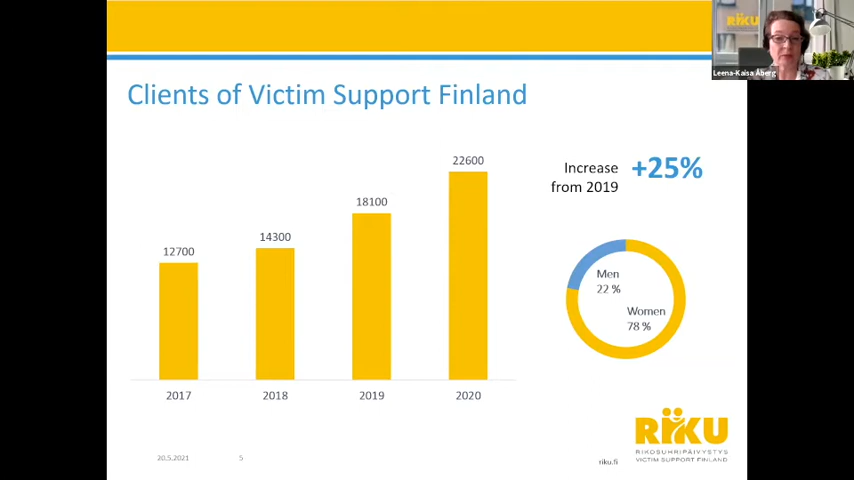 RIKU
Leena-Kaisa Åberg
Clients of Victim Support Finland
22600
18100
14300
12700
2017
2018
2019
2020
Increase
from 2019
+25%
Men
22 %
Women
78 %
RIKU
RIKOSUHRIPÄIVYSTYS
VICTIM SUPPORT FINLAND
20.5.2021
5
riku.fi